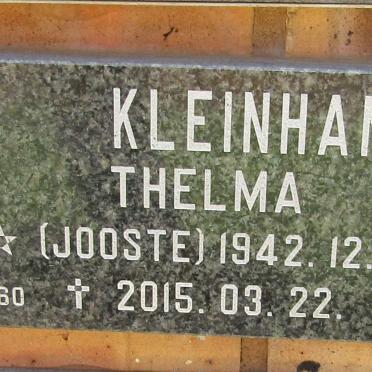 KLEINHAN
THELMA
☆ (JOOSTE) 1942. 12.
60 ✝ 2015. 03. 22.